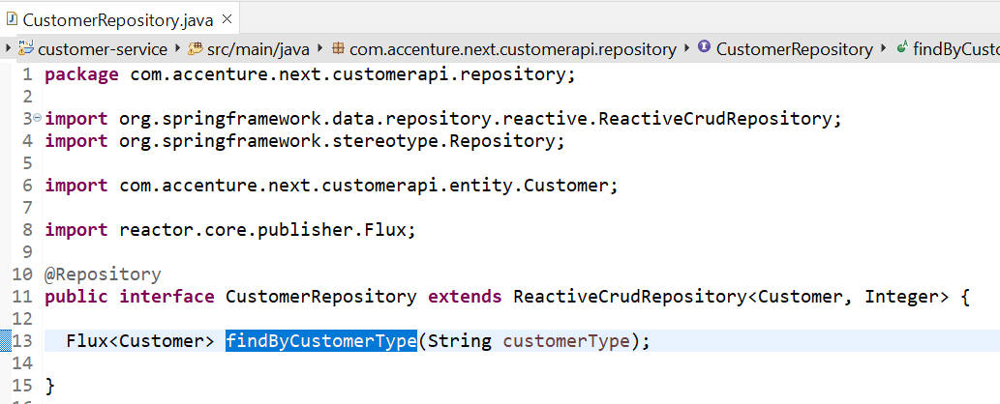 CustomerRepository.java
customer-service src/main/java com.accenture.next.customerapi.repository CustomerRepository findByCusto
1 package com.accenture.next.customerapi.repository;
2
3 import org.springframework.data.repository.reactive.ReactiveCrudRepository;
4 import org.springframework.stereotype.Repository;
5
6 import com.accenture.next.customerapi.entity.Customer;
7
8 import reactor.core.publisher.Flux;
9
10 @Repository
11 public interface CustomerRepository extends ReactiveCrudRepository<Customer, Integer> {
12
13 Flux<Customer> findByCustomerType(String customerType);
14
15 }